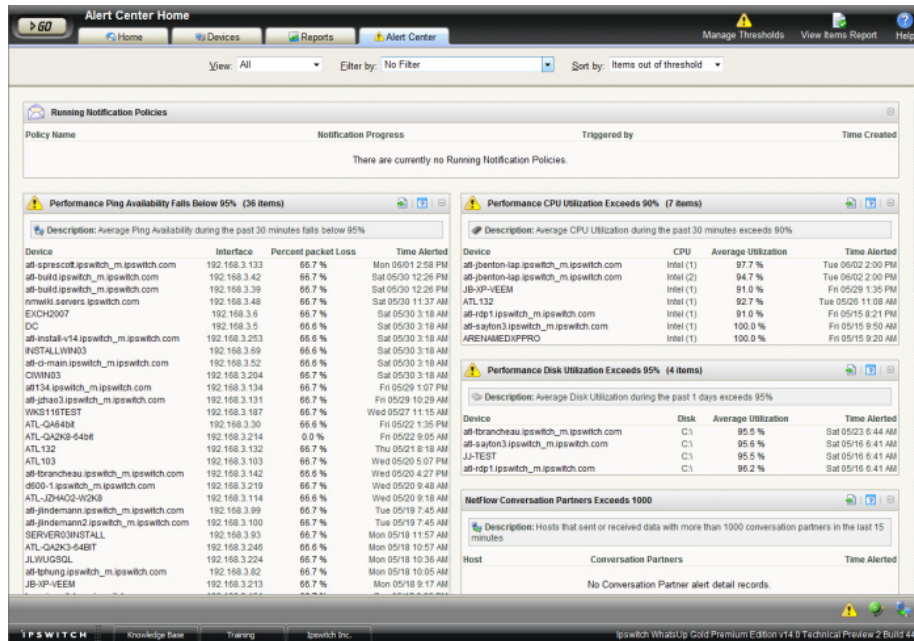 >GO
Alert Center Home
Home
Devices
Reports
Alert Center
Manage Thresholds
View Items Report
Help
View: All
Filter by: No Filter
Sort by: Items out of threshold
Running Notification Policies
Policy Name Notification Progress Triggered by Time Created
There are currently no Running Notification Policies.
Performance Ping Availability Falls Below 95% (36 items)
Description: Average Ping Availability during the past 30 minutes falls below 95%
Device Interface Percent packet Loss Time Alerted
atl-sprescott.ipswitch_m.ipswitch.com 192.168.3.133 66.7 % Mon 06/01 2:58 PM
atl-build.ipswitch_m.ipswitch.com 192.168.3.42 66.7 % Sat 05/30 12:26 PM
atl-build.ipswitch_m.ipswitch.com 192.168.3.39 66.7 % Sat 05/30 12:26 PM
nmwiki.servers.ipswitch.com 192.168.3.48 66.7 % Sat 05/30 11:37 AM
EXCH2007 192.168.3.6 66.7 % Sat 05/30 3:18 AM
DC 192.168.3.5 66.6 % Sat 05/30 3:18 AM
atl-install-v14.ipswitch_m.ipswitch.com 192.168.3.253 66.6 % Sat 05/30 3:18 AM
INSTALLWIN03 192.168.3.69 66.6 % Sat 05/30 3:18 AM
atl-ci-main.ipswitch_m.ipswitch.com 192.168.3.52 66.6 % Sat 05/30 3:18 AM
CIWIN03 192.168.3.204 66.7 % Sat 05/30 3:18 AM
atl134.ipswitch_m.ipswitch.com 192.168.3.134 66.7 % Fri 05/29 1:07 PM
atl-jzhao3.ipswitch_m.ipswitch.com 192.168.3.131 66.7 % Fri 05/29 10:29 AM
WKS116TEST 192.168.3.187 66.7 % Wed 05/27 11:15 AM
ATL-QA64bit 192.168.3.30 66.6 % Fri 05/22 1:35 PM
ATL-QA2K8-64bit 192.168.3.214 0.0 % Fri 05/22 9:05 AM
ATL132 192.168.3.132 66.7 % Thu 05/21 8:18 AM
ATL103 192.168.3.103 66.7 % Wed 05/20 5:07 PM
atl-tbrancheau.ipswitch_m.ipswitch.com 192.168.3.142 66.6 % Wed 05/20 4:27 PM
d600-1.ipswitch_m.ipswitch.com 192.168.3.219 66.7 % Wed 05/20 9:48 AM
ATL-JZHAO2-W2K8 192.168.3.114 66.6 % Wed 05/20 9:18 AM
atl-jlindemann.ipswitch_m.ipswitch.com 192.168.3.99 66.7 % Tue 05/19 7:45 AM
atl-jlindemann2.ipswitch_m.ipswitch.com 192.168.3.100 66.7 % Tue 05/19 7:45 AM
SERVER03INSTALL 192.168.3.93 66.7 % Mon 05/18 11:57 AM
ATL-QA2K3-64BIT 192.168.3.246 66.6 % Mon 05/18 10:57 AM
JLWUGSQL 192.168.3.224 66.7 % Mon 05/18 10:36 AM
atl-tphung.ipswitch_m.ipswitch.com 192.168.3.82 66.7 % Mon 05/18 10:05 AM
JB-XP-VEEM 192.168.3.213 66.7 % Mon 05/18 9:17 AM
Performance CPU Utilization Exceeds 90% (7 items)
Description: Average CPU Utilization during the past 30 minutes exceeds 90%
Device CPU Average Utilization Time Alerted
atl-jbenton-lap.ipswitch_m.ipswitch.com Intel (1) 97.7 % Tue 06/02 2:00 PM
atl-jbenton-lap.ipswitch_m.ipswitch.com Intel (2) 94.7 % Tue 06/02 2:00 PM
JB-XP-VEEM Intel (1) 91.0 % Fri 05/29 1:35 PM
ATL132 Intel (1) 92.7 % Tue 05/26 11:08 AM
atl-rdp1.ipswitch_m.ipswitch.com Intel (1) 91.0 % Fri 05/15 8:21 PM
atl-sayton3.ipswitch_m.ipswitch.com Intel (1) 100.0 % Fri 05/15 9:50 AM
ARENAMEDXPPRO Intel (1) 100.0 % Fri 05/15 9:20 AM
Performance Disk Utilization Exceeds 95% (4 items)
Description: Average Disk Utilization during the past 1 days exceeds 95%
Device Disk Average Utilization Time Alerted
atl-tbrancheau.ipswitch_m.ipswitch.com C:\ 95.5 % Sat 05/23 6:44 AM
atl-sayton3.ipswitch_m.ipswitch.com C:\ 95.6 % Sat 05/16 6:41 AM
JJ-TEST C:\ 95.5 % Sat 05/16 6:41 AM
atl-rdp1.ipswitch_m.ipswitch.com C:\ 96.2 % Sat 05/16 6:41 AM
NetFlow Conversation Partners Exceeds 1000
Description: Hosts that sent or received data with more than 1000 conversation partners in the last 15
minutes
Host Conversation Partners Time Alerted
No Conversation Partner alert detail records.
IPSWITCH
Knowledge Base
Training
Ipswitch Inc.
Ipswitch WhatsUp Gold Premium Edition v14.0 Technical Preview 2 Build.44